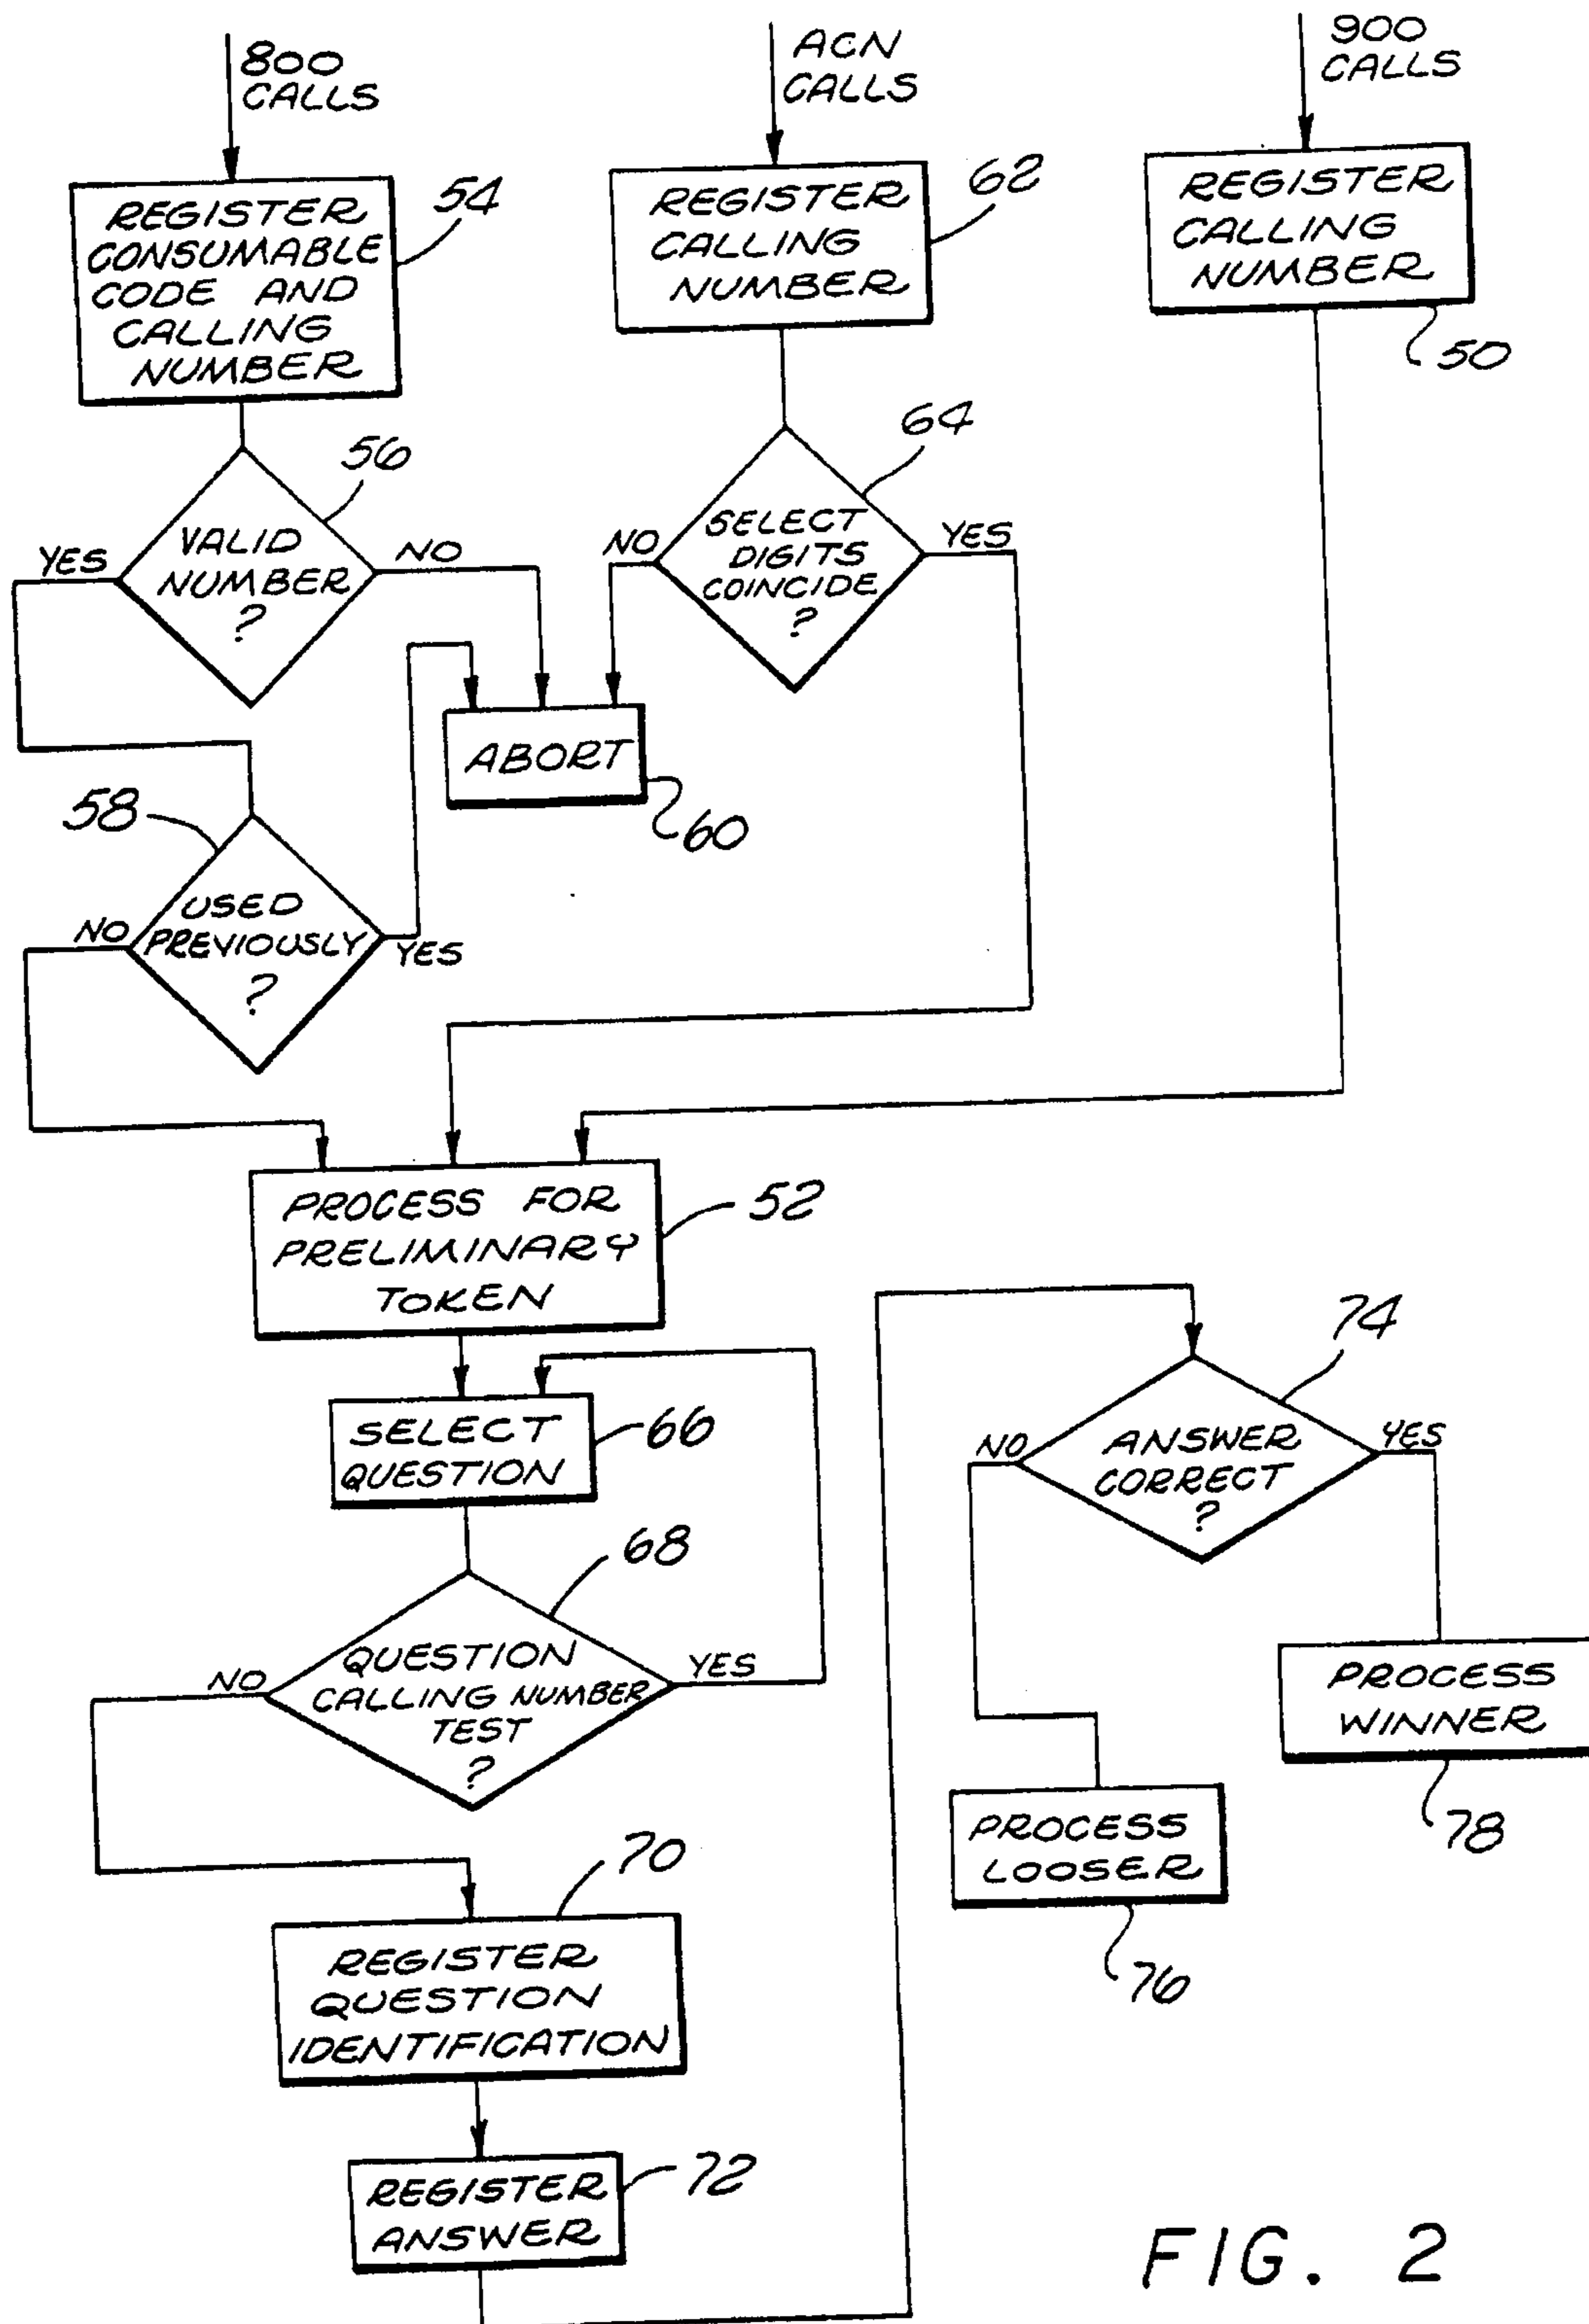 800
CALLS
ACN
CALLS
900
CALLS
REGISTER
CONSUMABLE
CODE AND
CALLING
NUMBER
54
REGISTER
CALLING
NUMBER
62
REGISTER
CALLING
NUMBER
50
VALID
NUMBER
?
56
YES
NO
SELECT
DIGITS
COINCIDE
?
64
NO
YES
ABORT
60
USED
PREVIOUSLY
?
58
NO
YES
PROCESS FOR
PRELIMINARY
TOKEN
52
SELECT
QUESTION
66
QUESTION
CALLING NUMBER
TEST
?
68
NO
YES
REGISTER
QUESTION
IDENTIFICATION
70
REGISTER
ANSWER
72
ANSWER
CORRECT
?
74
NO
YES
PROCESS
LOOSER
76
PROCESS
WINNER
78
FIG. 2